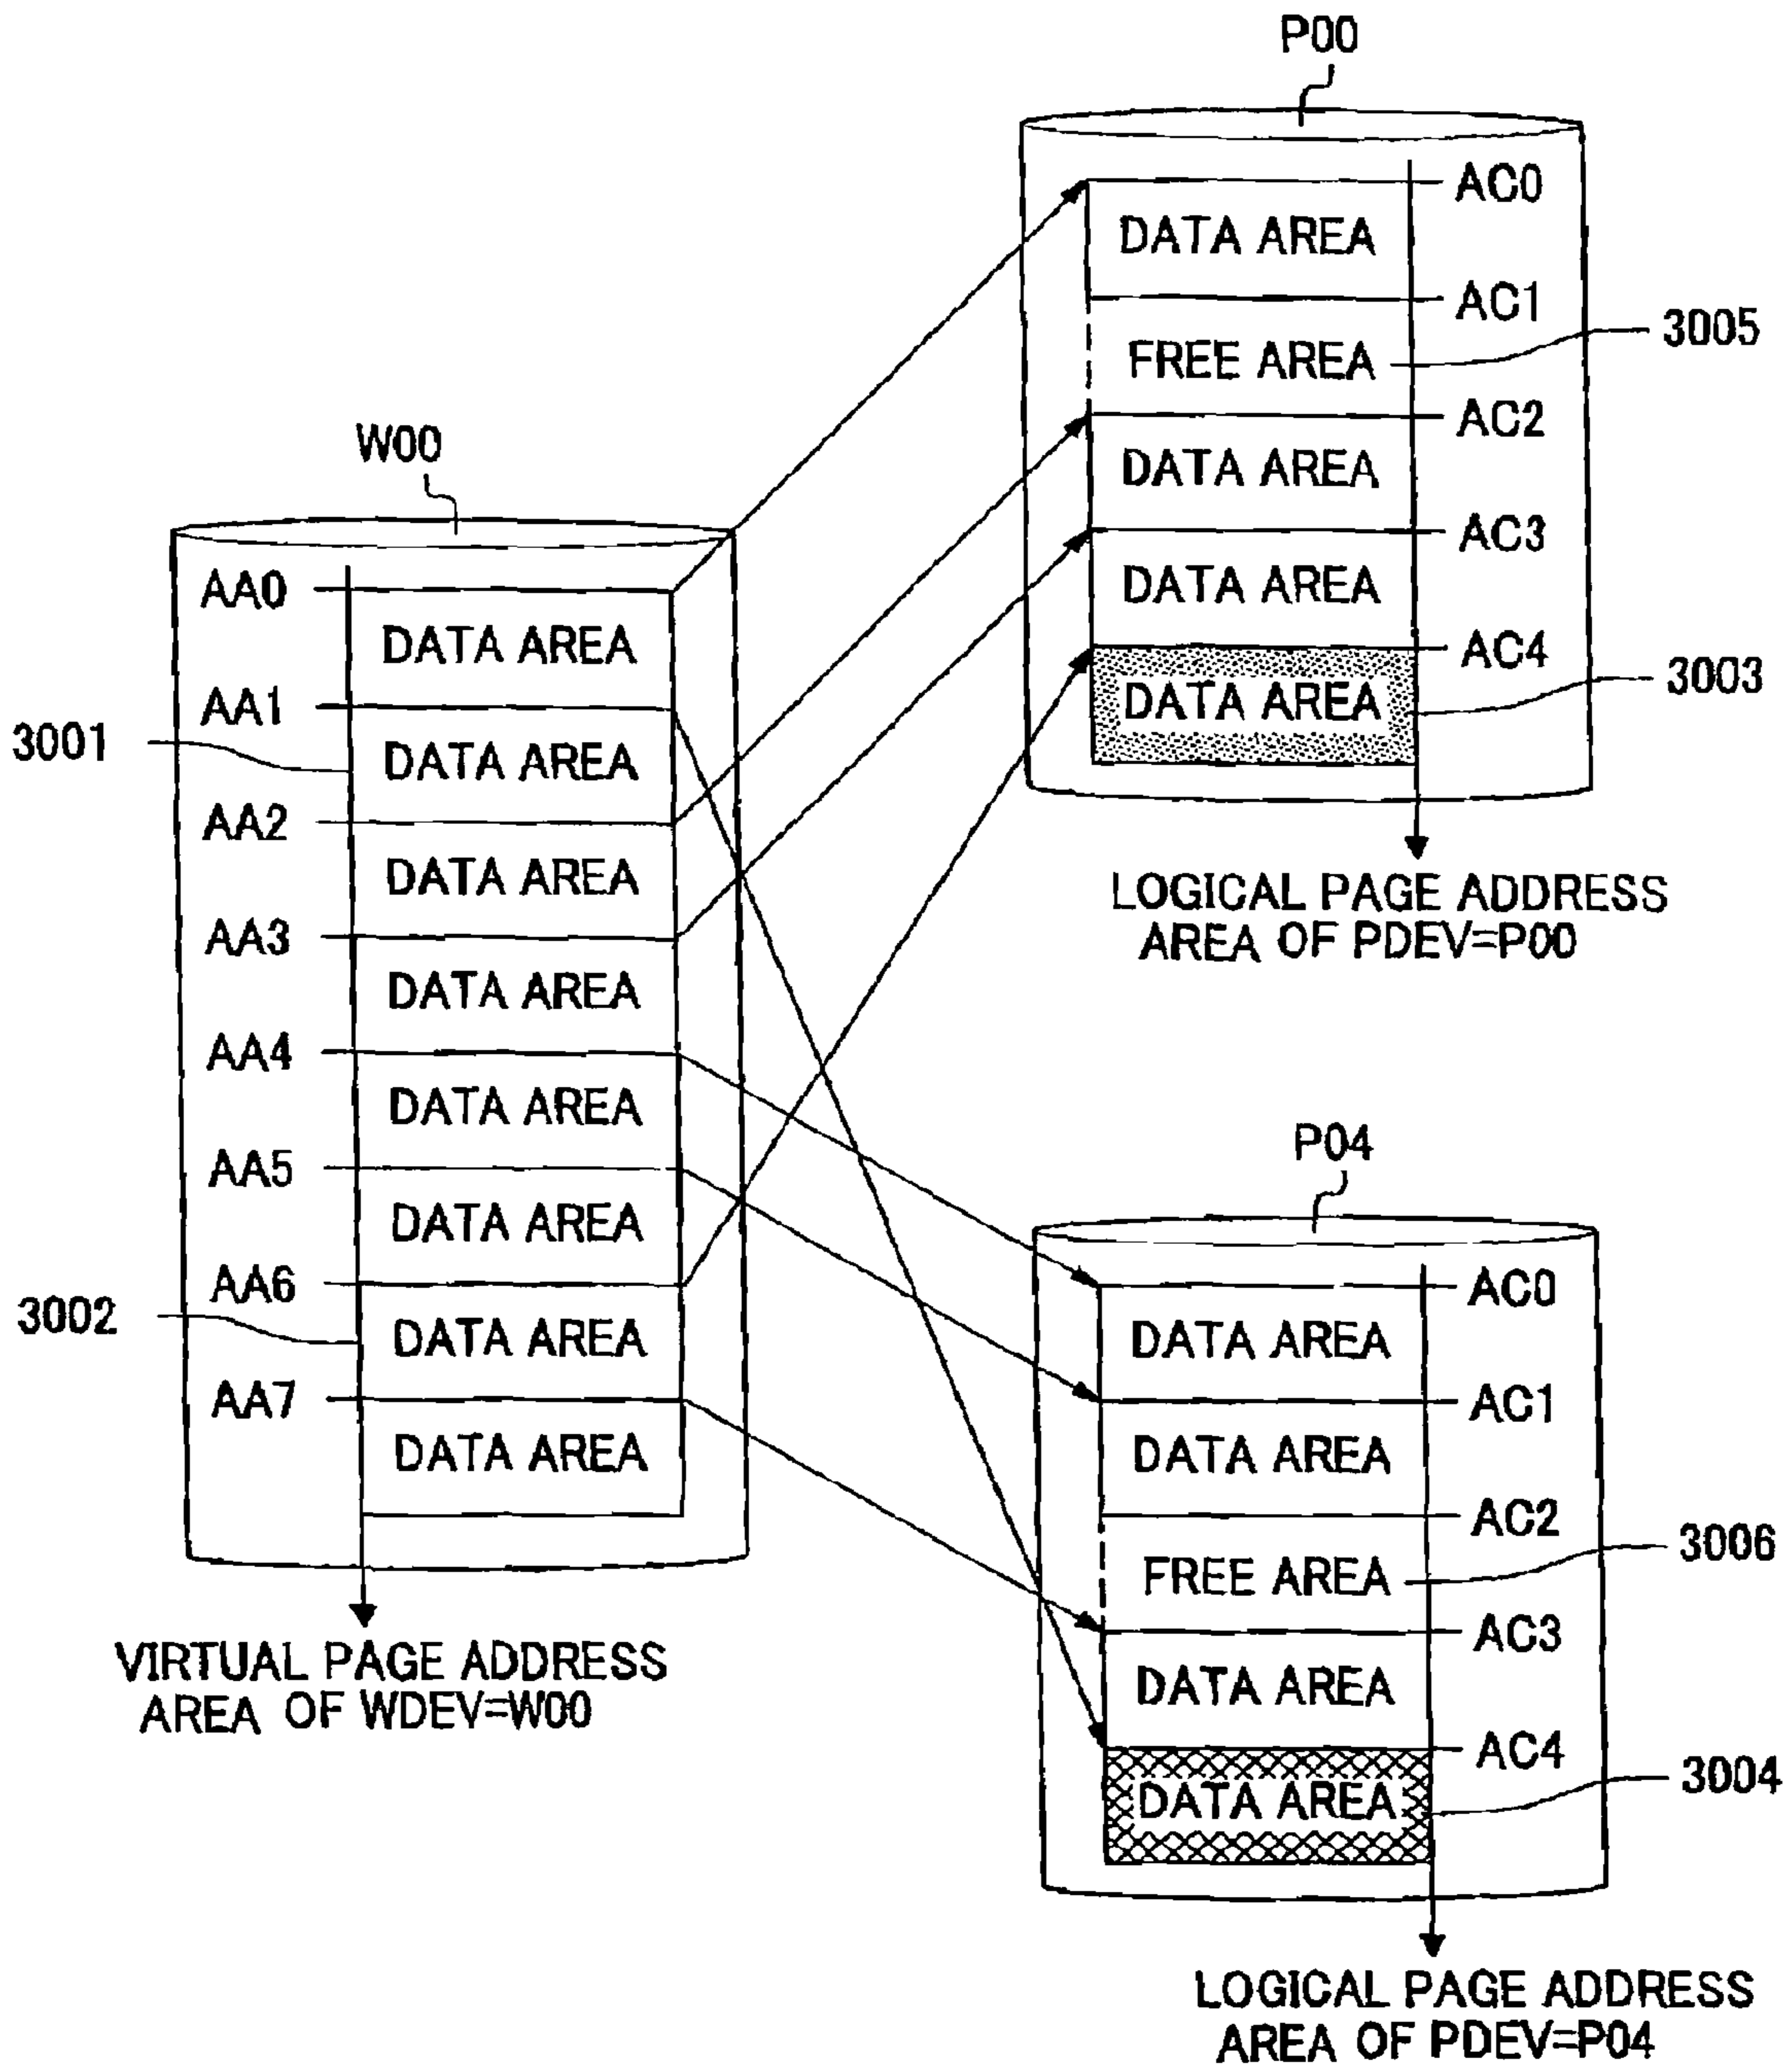 P00
AC0
DATA AREA
AC1
FREE AREA
3005
AC2
DATA AREA
AC3
DATA AREA
AC4
DATA AREA
3003
LOGICAL PAGE ADDRESS
AREA OF PDEV=P00
W00
AA0
DATA AREA
AA1
3001
DATA AREA
AA2
DATA AREA
AA3
DATA AREA
AA4
DATA AREA
AA5
DATA AREA
AA6
3002
DATA AREA
AA7
DATA AREA
VIRTUAL PAGE ADDRESS
AREA OF WDEV=W00
P04
AC0
DATA AREA
AC1
DATA AREA
AC2
FREE AREA
3006
AC3
DATA AREA
AC4
DATA AREA
3004
LOGICAL PAGE ADDRESS
AREA OF PDEV=P04